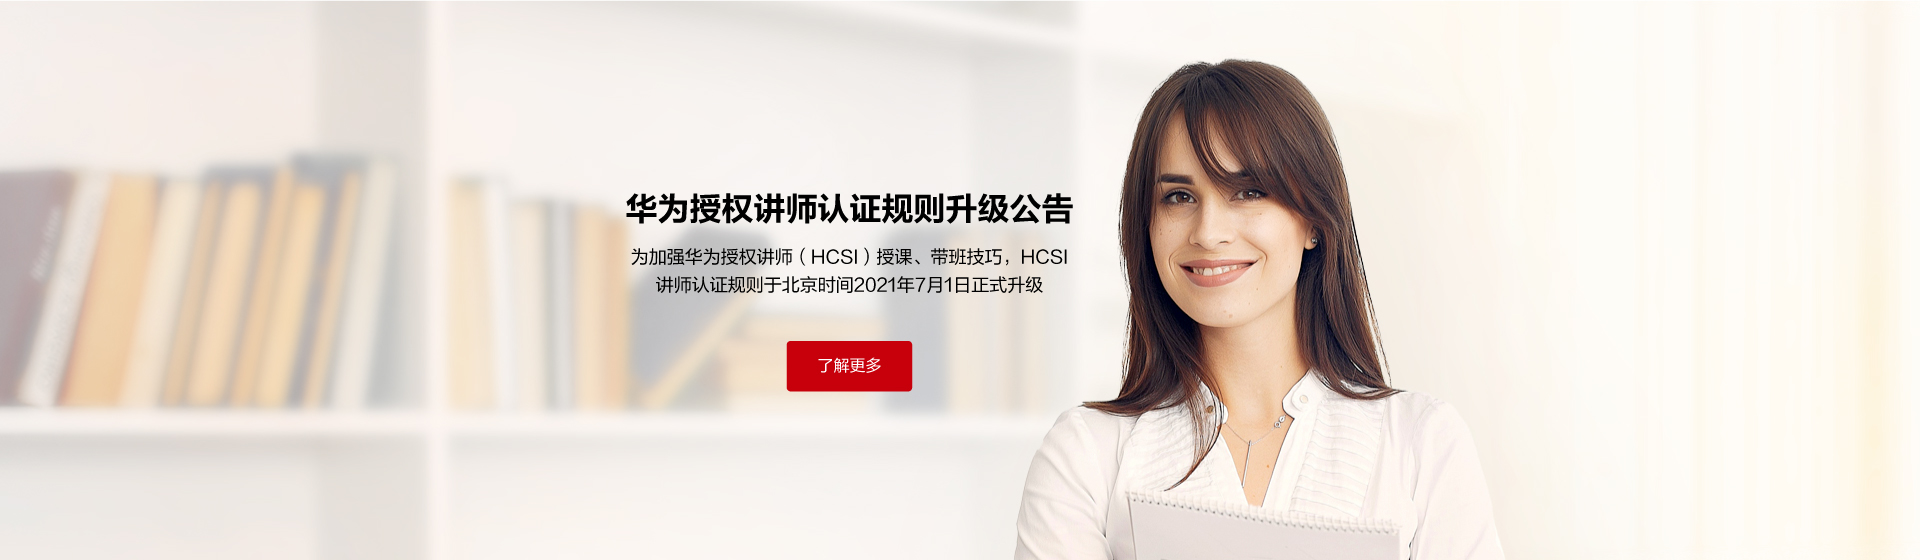 华为授权讲师认证规则升级公告
为加强华为授权讲师（HCSI）授课、带班技巧，HCSI
讲师认证规则于北京时间2021年7月1日正式升级
了解更多